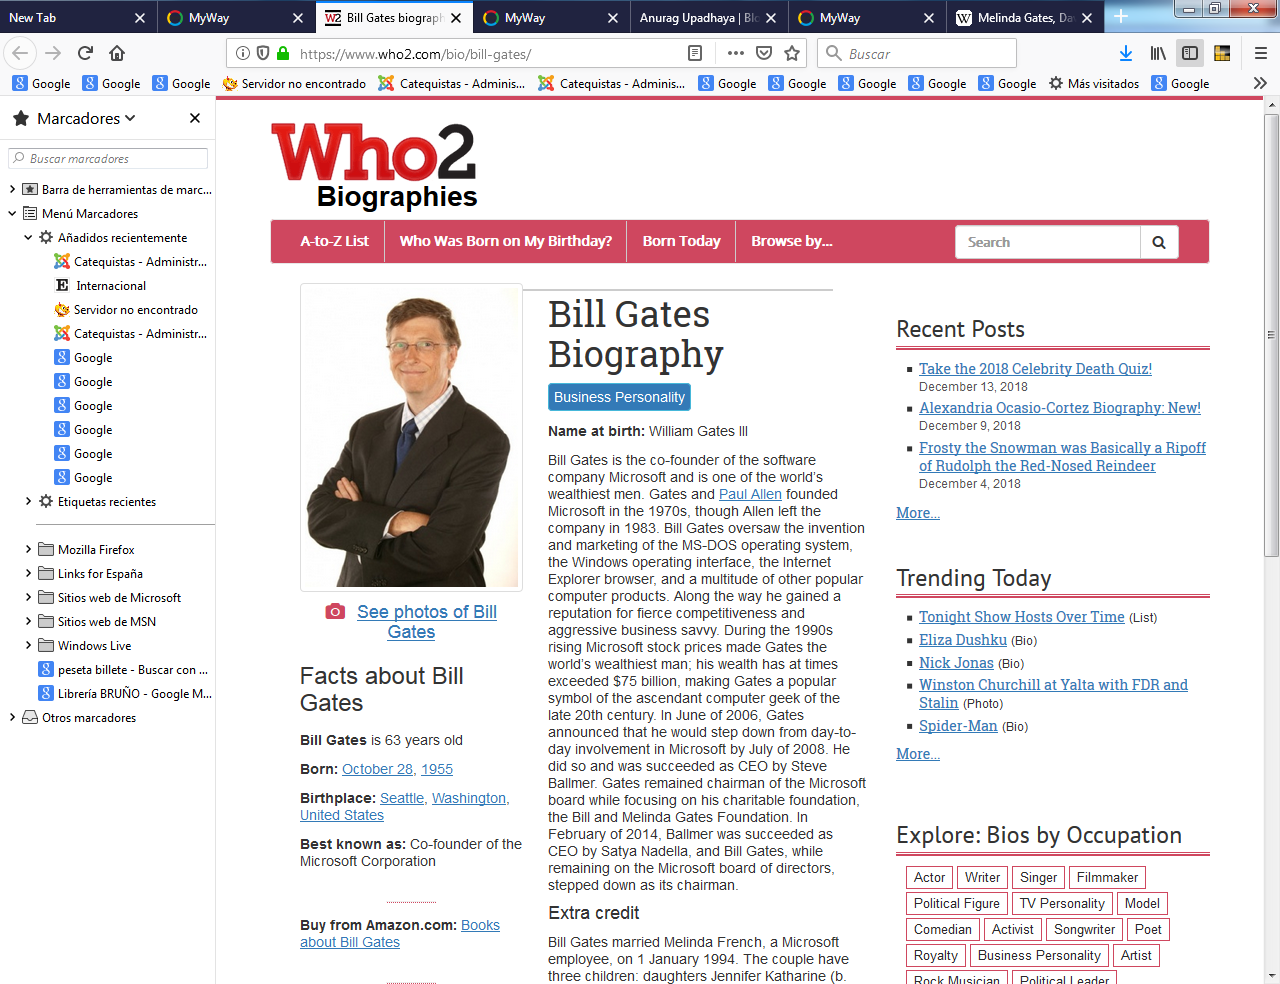 New Tab
MyWay
Bill Gates biograph
MyWay
Anurag Upadhaya | Blo
MyWay
Melinda Gates, Da
https://www.who2.com/bio/bill-gates/
Buscar
Google
Google
Google
Servidor no encontrado
Catequistas - Adminis...
Catequistas - Adminis...
Google
Google
Google
Google
Google
Más visitados
Google
Marcadores
Buscar marcadores
Barra de herramientas de marc...
Menú Marcadores
Añadidos recientemente
Catequistas - Administr...
Internacional
Servidor no encontrado
Catequistas - Administr...
Google
Google
Google
Google
Google
Google
Etiquetas recientes
Mozilla Firefox
Links for España
Sitios web de Microsoft
Sitios web de MSN
Windows Live
peseta billete - Buscar con ...
Librería BRUÑO - Google M...
Otros marcadores
Who2
Biographies
A-to-Z List
Who Was Born on My Birthday?
Born Today
Browse by...
Search
See photos of Bill
Gates
Facts about Bill
Gates
Bill Gates is 63 years old
Born: October 28, 1955
Birthplace: Seattle, Washington,
United States
Best known as: Co-founder of the
Microsoft Corporation
Buy from Amazon.com: Books
about Bill Gates
Bill Gates
Biography
Business Personality
Name at birth: William Gates III
Bill Gates is the co-founder of the software
company Microsoft and is one of the world's
wealthiest men. Gates and Paul Allen founded
Microsoft in the 1970s, though Allen left the
company in 1983. Bill Gates oversaw the invention
and marketing of the MS-DOS operating system,
the Windows operating interface, the Internet
Explorer browser, and a multitude of other popular
computer products. Along the way he gained a
reputation for fierce competitiveness and
aggressive business savvy. During the 1990s
rising Microsoft stock prices made Gates the
world's wealthiest man; his wealth has at times
exceeded $75 billion, making Gates a popular
symbol of the ascendant computer geek of the
late 20th century. In June of 2006, Gates
announced that he would step down from day-to-
day involvement in Microsoft by July of 2008. He
did so and was succeeded as CEO by Steve
Ballmer. Gates remained chairman of the Microsoft
board while focusing on his charitable foundation,
the Bill and Melinda Gates Foundation. In
February of 2014, Ballmer was succeeded as
CEO by Satya Nadella, and Bill Gates, while
remaining on the Microsoft board of directors,
stepped down as its chairman.
Extra credit
Bill Gates married Melinda French, a Microsoft
employee, on 1 January 1994. The couple have
three children: daughters Jennifer Katharine (b.
Recent Posts
Take the 2018 Celebrity Death Quiz!
December 13, 2018
Alexandria Ocasio-Cortez Biography: New!
December 9, 2018
Frosty the Snowman was Basically a Ripoff
of Rudolph the Red-Nosed Reindeer
December 4, 2018
More...
Trending Today
Tonight Show Hosts Over Time (List)
Eliza Dushku (Bio)
Nick Jonas (Bio)
Winston Churchill at Yalta with FDR and
Stalin (Photo)
Spider-Man (Bio)
More...
Explore: Bios by Occupation
Actor Writer Singer Filmmaker
Political Figure TV Personality Model
Comedian Activist Songwriter Poet
Royalty Business Personality Artist
Rock Musician Political Leader